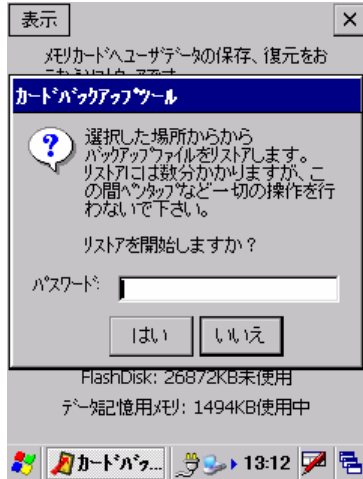 表示
メモリカードへユーザデータの保存、復元をお
カードバックアップツール
選択した場所からから
バックアップファイルをリストアします。
リストアには数分かかりますが、こ
の間ペンタップなど一切の操作を行
わないで下さい。
リストアを開始しますか？
パスワード:
はい いいえ
FlashDisk: 26872KB未使用
データ記憶用メモリ: 1494KB使用中
カードバック... 13:12